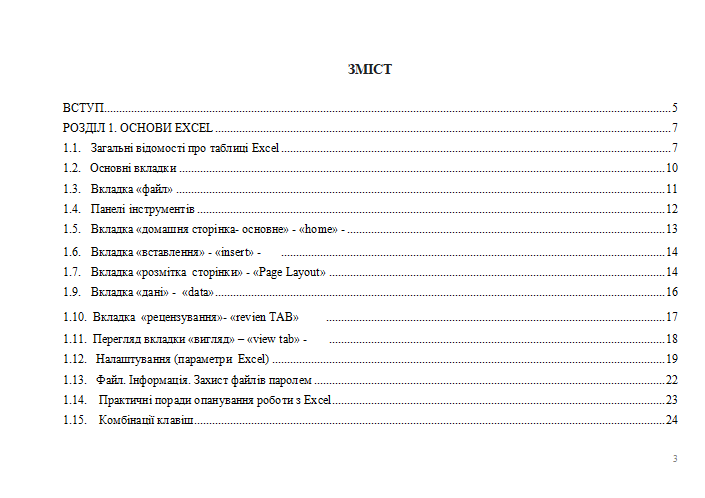 ЗМІСТ
ВСТУП 5
РОЗДІЛ 1. ОСНОВИ EXCEL 7
1.1. Загальні відомості про таблиці Excel 7
1.2. Основні вкладки 10
1.3. Вкладка «файл» 11
1.4. Панелі інструментів 12
1.5. Вкладка «домашня сторінка- основне» - «home» - 13
1.6. Вкладка «вставлення» - «insert» - 14
1.7. Вкладка «розмітка сторінки» - «Page Layout» 14
1.9. Вкладка «дані» - «data» 16
1.10. Вкладка «рецензування»- «revien TAB» 17
1.11. Перегляд вкладки «вигляд» – «view tab» - 18
1.12. Налаштування (параметри Excel) 19
1.13. Файл. Інформація. Захист файлів паролем 22
1.14. Практичні поради опанування роботи з Excel 23
1.15. Комбінації клавіш 24
3